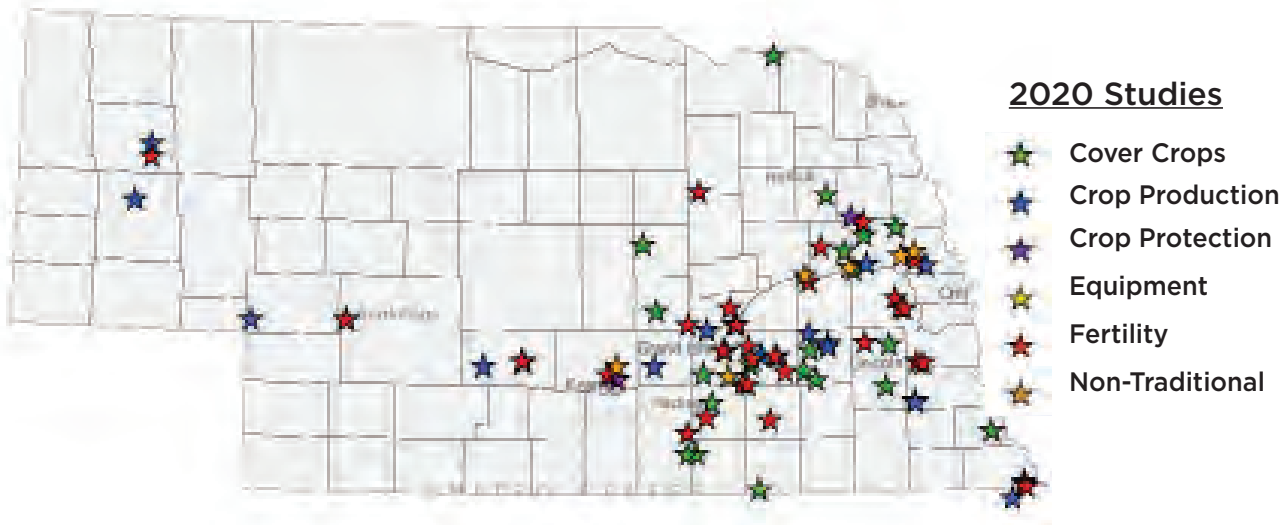 2020 Studies
Cover Crops
Crop Production
Crop Protection
Equipment
Fertility
Non-Traditional